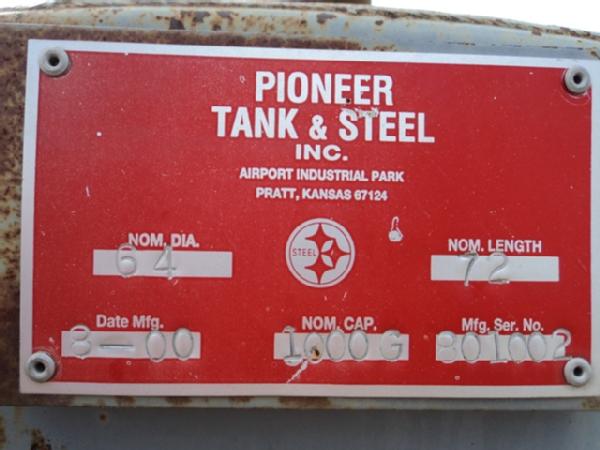 PIONEER
TANK & STEEL
INC.
AIRPORT INDUSTRIAL PARK
PRATT, KANSAS 67124
NOM. DIA.
64
STEEL
NOM. LENGTH
72
Date Mfg.
8-00
NOM. CAP.
1000 G
Mfg. Ser. No.
801002